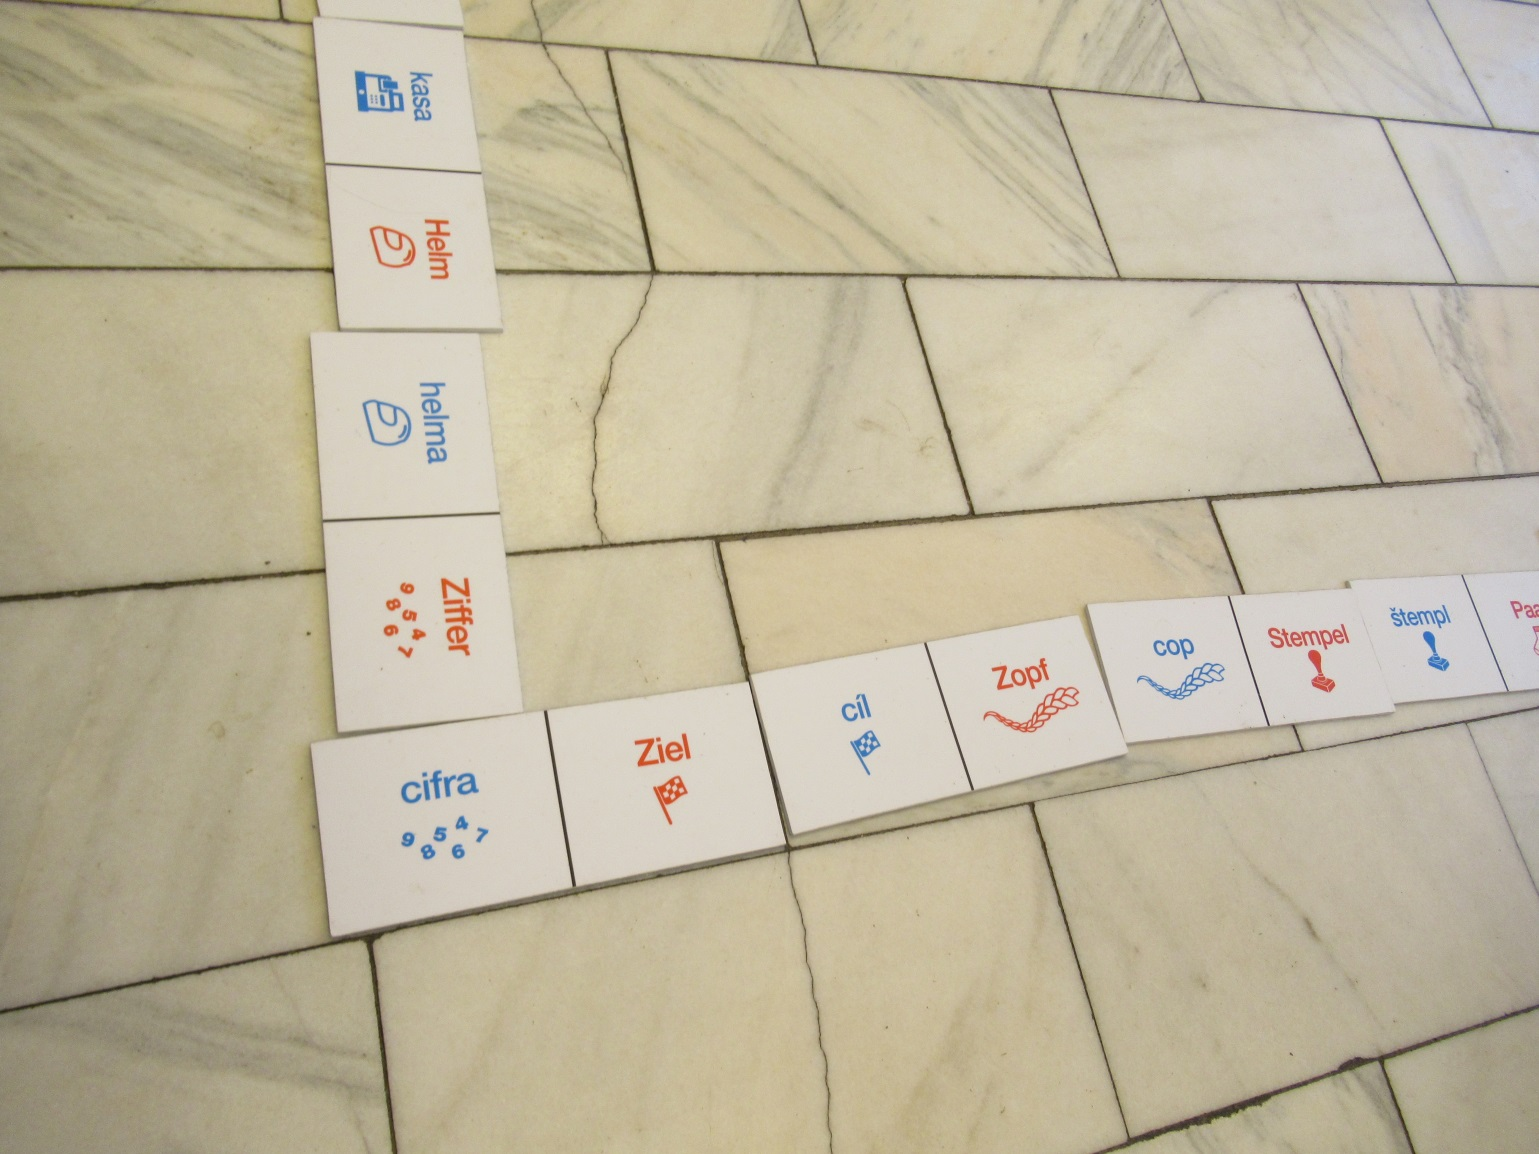 kasa
Helm
helma
Ziffer
9 5 4
8 6 7
cifra
9 5 4 7
8 6
Ziel
cíl
Zopf
cop
Stempel
štempl